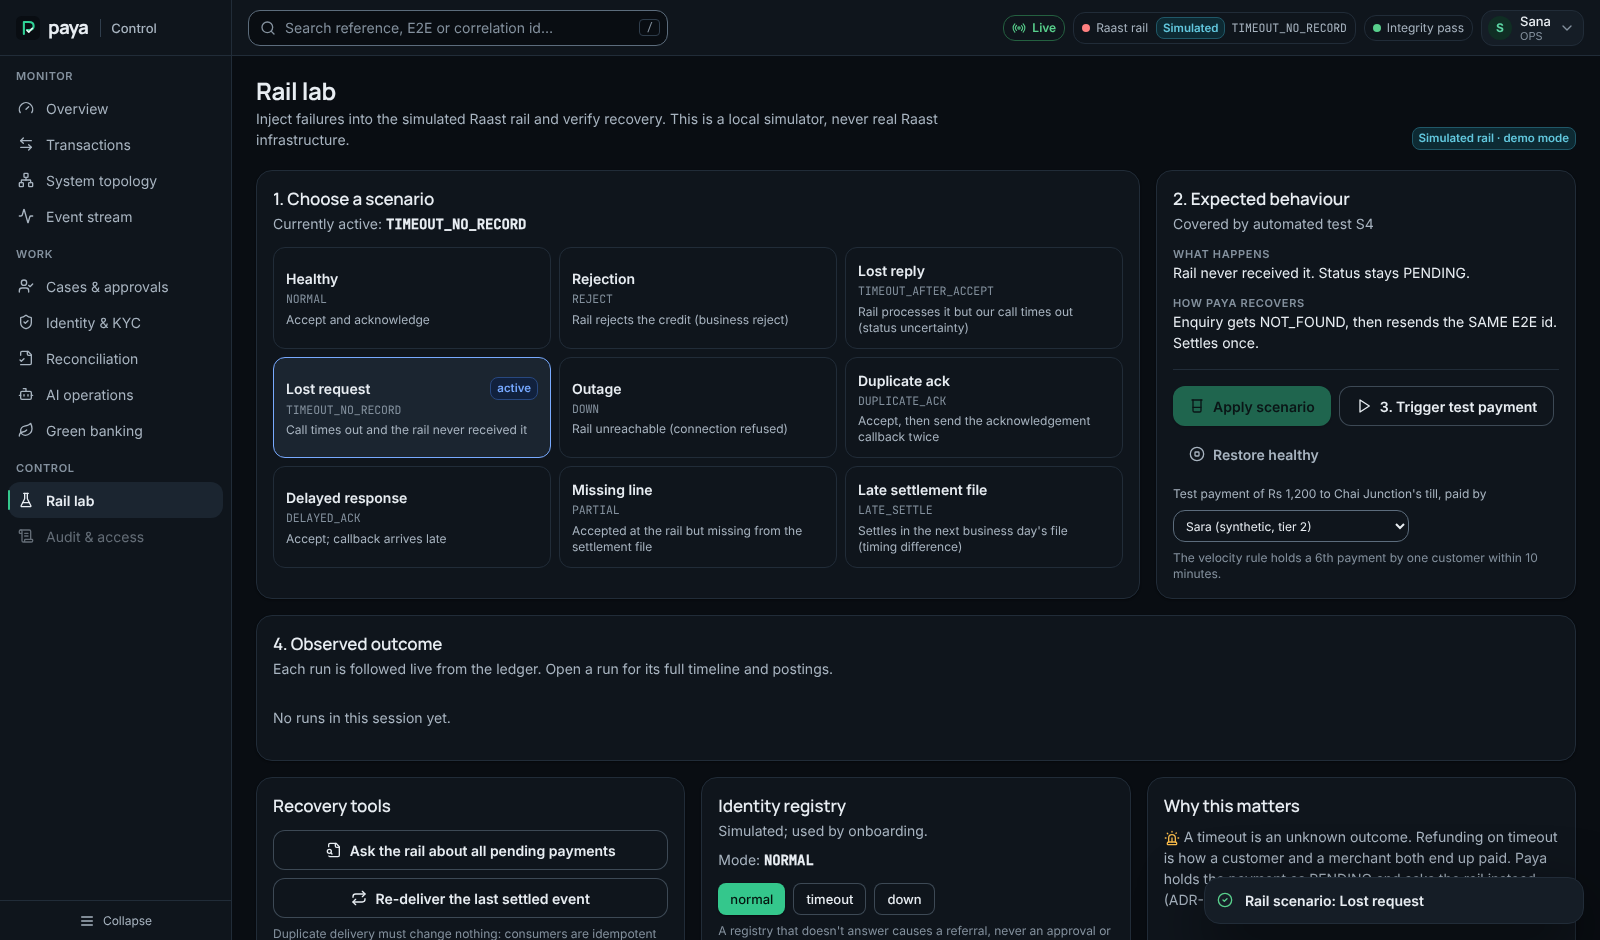 paya
Control
Search reference, E2E or correlation id...
/
Live
Raast rail
Simulated
TIMEOUT_NO_RECORD
Integrity pass
S
Sana
OPS
MONITOR
Overview
Transactions
System topology
Event stream
WORK
Cases & approvals
Identity & KYC
Reconciliation
AI operations
Green banking
CONTROL
Rail lab
Audit & access
Collapse
Rail lab
Inject failures into the simulated Raast rail and verify recovery. This is a local simulator, never real Raast
infrastructure.
Simulated rail · demo mode
1. Choose a scenario
Currently active: TIMEOUT_NO_RECORD
Healthy
NORMAL
Accept and acknowledge
Rejection
REJECT
Rail rejects the credit (business reject)
Lost reply
TIMEOUT_AFTER_ACCEPT
Rail processes it but our call times out
(status uncertainty)
Lost request
active
TIMEOUT_NO_RECORD
Call times out and the rail never received it
Outage
DOWN
Rail unreachable (connection refused)
Duplicate ack
DUPLICATE_ACK
Accept, then send the acknowledgement
callback twice
Delayed response
DELAYED_ACK
Accept; callback arrives late
Missing line
PARTIAL
Accepted at the rail but missing from the
settlement file
Late settlement file
LATE_SETTLE
Settles in the next business day's file
(timing difference)
2. Expected behaviour
Covered by automated test S4
WHAT HAPPENS
Rail never received it. Status stays PENDING.
HOW PAYA RECOVERS
Enquiry gets NOT_FOUND, then resends the SAME E2E id.
Settles once.
Apply scenario
3. Trigger test payment
Restore healthy
Test payment of Rs 1,200 to Chai Junction's till, paid by
Sara (synthetic, tier 2)
The velocity rule holds a 6th payment by one customer within 10
minutes.
4. Observed outcome
Each run is followed live from the ledger. Open a run for its full timeline and postings.
No runs in this session yet.
Recovery tools
Ask the rail about all pending payments
Re-deliver the last settled event
Duplicate delivery must change nothing: consumers are idempotent
Identity registry
Simulated; used by onboarding.
Mode: NORMAL
normal
timeout
down
A registry that doesn't answer causes a referral, never an approval or
Why this matters
A timeout is an unknown outcome. Refunding on timeout
is how a customer and a merchant both end up paid. Paya
holds the payment as PENDING and asks the rail instead
(ADR-
Rail scenario: Lost request